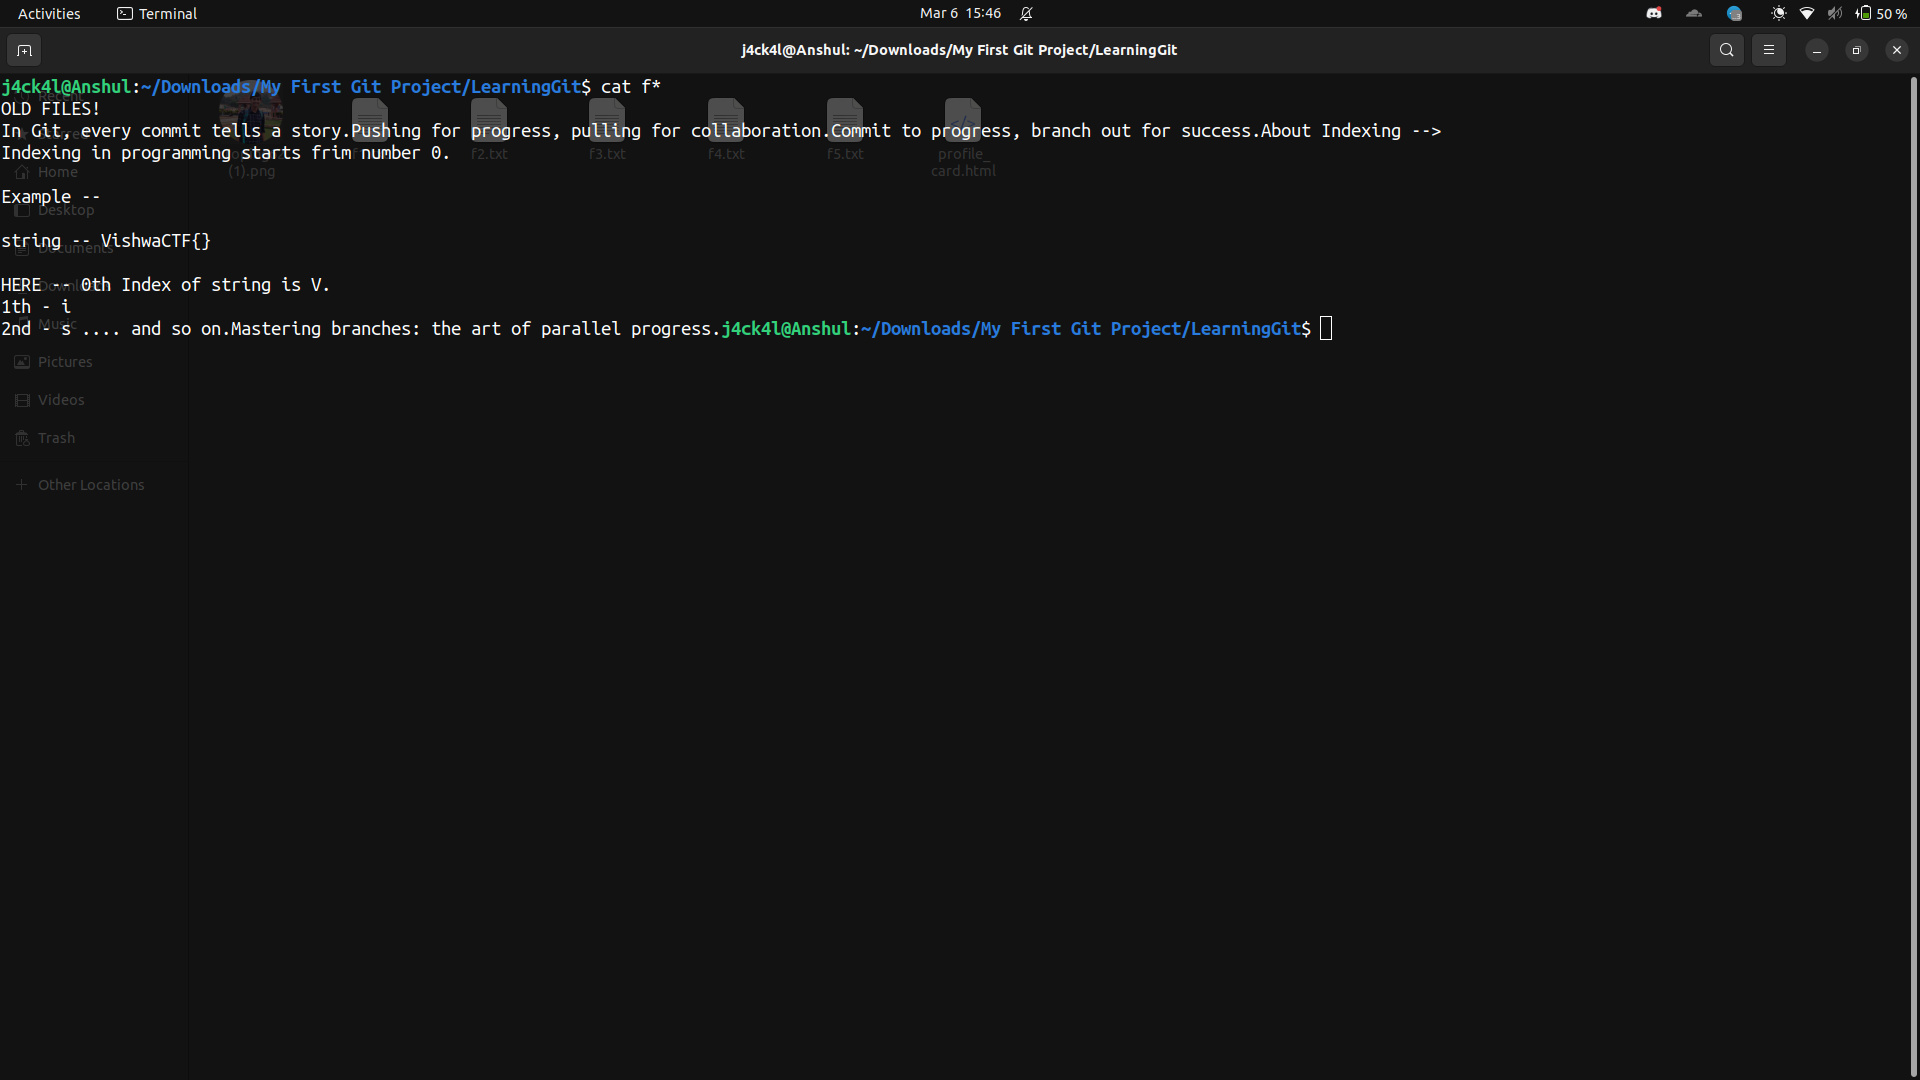 Activities Terminal Mar 6 15:46 50 %
j4ck4l@Anshul: ~/Downloads/My First Git Project/LearningGit
j4ck4l@Anshul:~/Downloads/My First Git Project/LearningGit$ cat f*
OLD FILES!
In Git, every commit tells a story.Pushing for progress, pulling for collaboration.Commit to progress, branch out for success.About Indexing -->
Indexing in programming starts frim number 0.
Example --
string -- VishwaCTF{}
HERE -- 0th Index of string is V.
1th - i
2nd - s .... and so on.Mastering branches: the art of parallel progress.j4ck4l@Anshul:~/Downloads/My First Git Project/LearningGit$
Recent
Home
Desktop
Documents
Downloads
Music
Pictures
Videos
Trash
Other Locations
(1).png
f2.txt
f3.txt
f4.txt
f5.txt
profile_
card.html